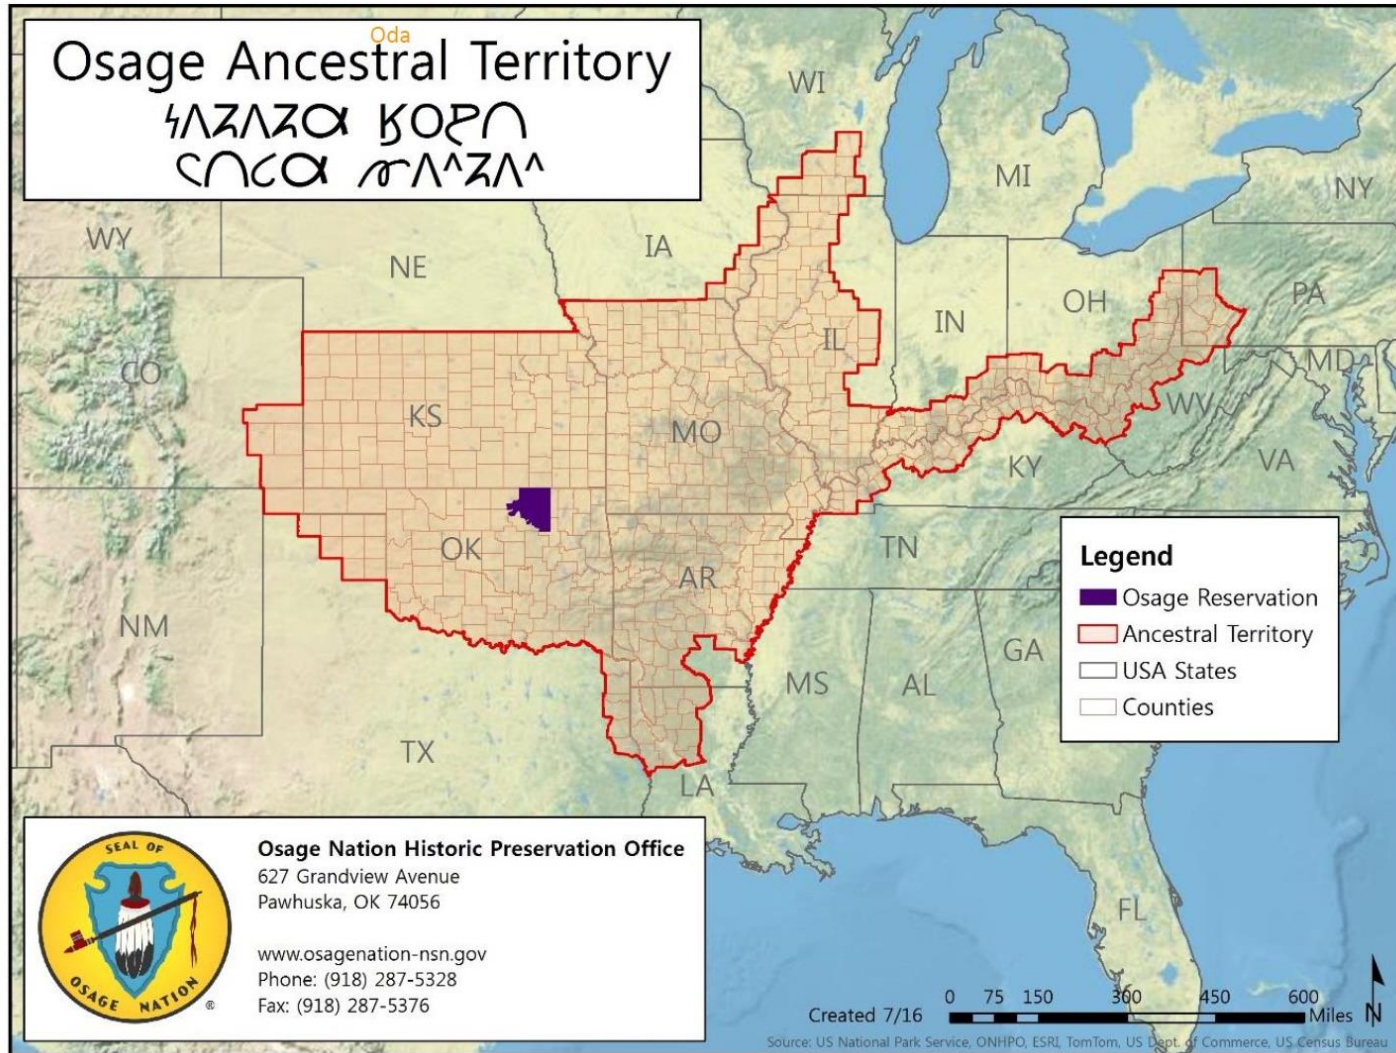 Oda
Osage Ancestral Territory
WI
MI
NY
WY
IA
NE
PA
OH
IN
IL
MD
CO
KS
MO
WV
VA
KY
OK
TN
AR
NM
GA
MS
AL
TX
LA
FL
Legend
Osage Reservation
Ancestral Territory
USA States
Counties
SEAL OF
OSAGE NATION
®
Osage Nation Historic Preservation Office
627 Grandview Avenue
Pawhuska, OK 74056
www.osagenation-nsn.gov
Phone: (918) 287-5328
Fax: (918) 287-5376
Created 7/16
0 75 150 300 450 600
Miles
N
Source: US National Park Service, ONHPO, ESRI, TomTom, US Dept. of Commerce, US Census Bureau